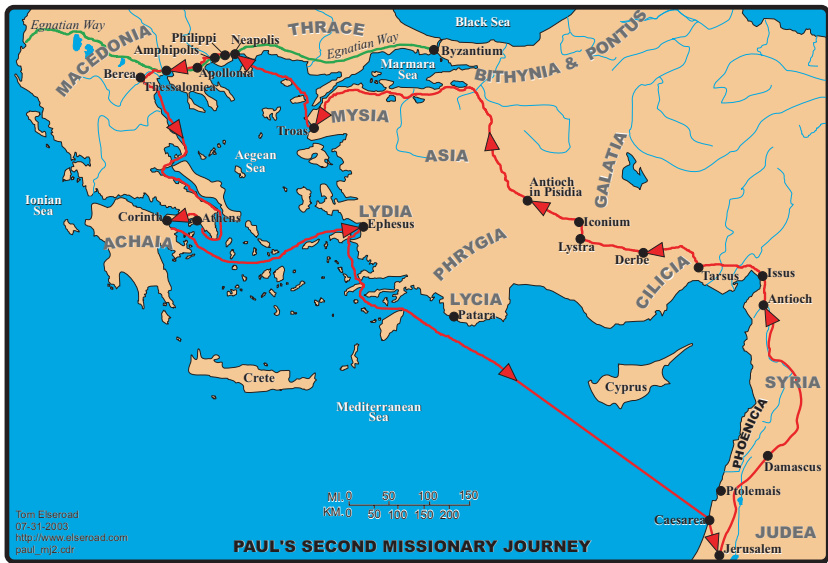 Egnatian Way
MACEDONIA
Philippi
Neapolis
Amphipolis
THRACE
Egnatian Way
Black Sea
Byzantium
Marmara
Sea
BITHYNIA & PONTUS
Berea
Apollonia
Thessalonica
MYSIA
Troas
Aegean
Sea
ASIA
GALATIA
Antioch
in Pisidia
Ionian
Sea
Corinth
Athens
LYDIA
Ephesus
Iconium
Lystra
ACHAIA
PHRYGIA
Derbe
CILICIA
Tarsus
Issus
Antioch
LYCIA
Patara
Crete
Cyprus
SYRIA
Mediterranean
Sea
PHOENICIA
Damascus
Ptolemais
MI. 0 50 100 150
KM. 0 50 100 150 200
Caesarea
JUDEA
Jerusalem
Tom Elseroad
07-31-2003
http://www.elseroad.com
paul_mj2.cdr
PAUL'S SECOND MISSIONARY JOURNEY